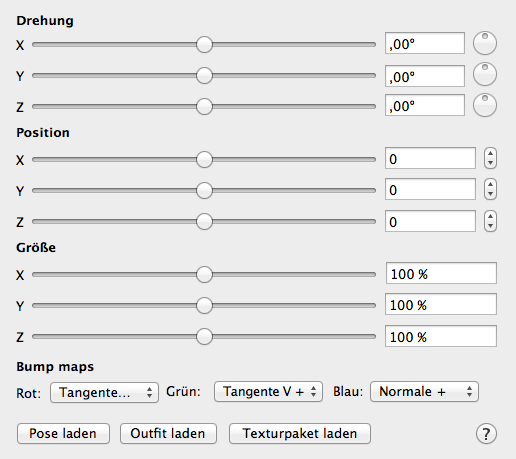 Drehung
X ,00°
Y ,00°
Z ,00°
Position
X 0
Y 0
Z 0
Größe
X 100 %
Y 100 %
Z 100 %
Bump maps
Rot: Tangente... Grün: Tangente V + Blau: Normale +
Pose laden Outfit laden Texturpaket laden ?